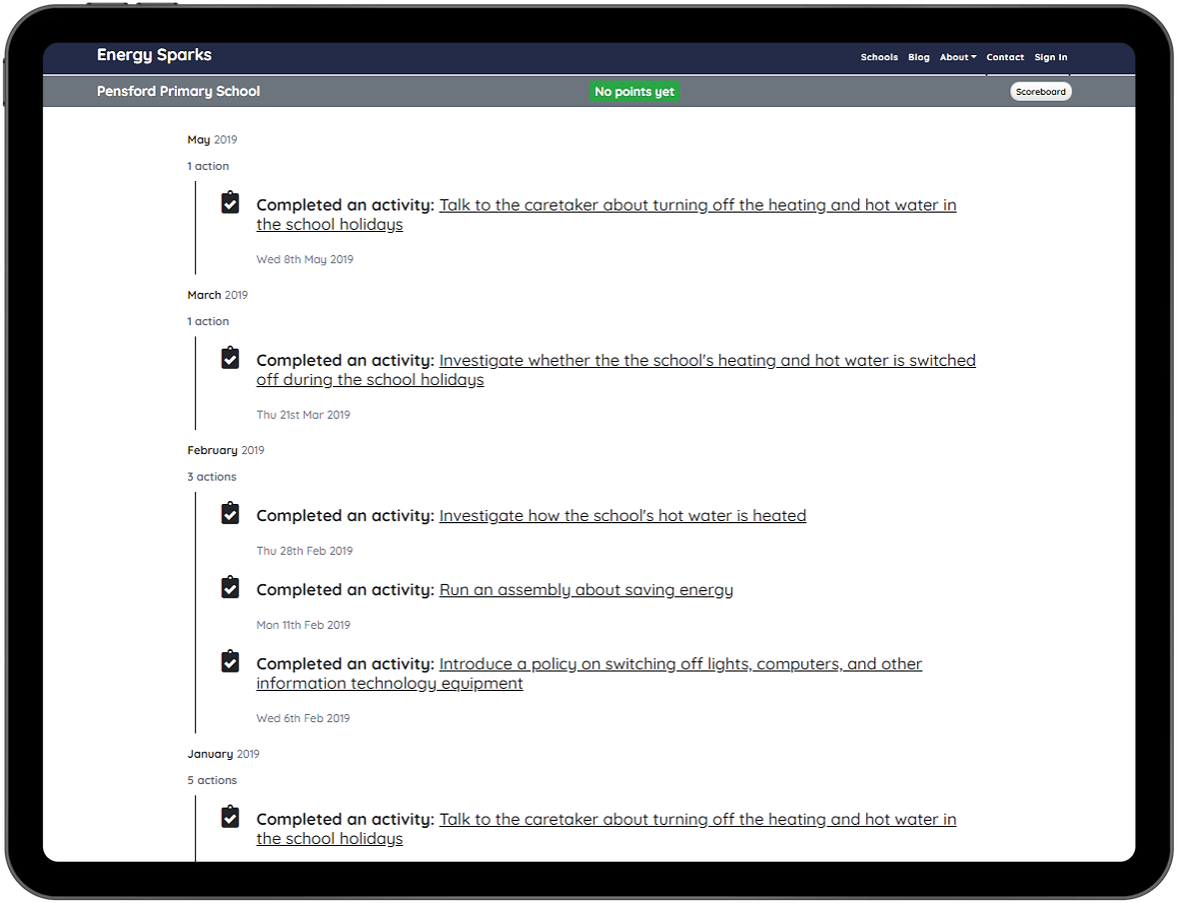 Energy Sparks
Schools Blog About Contact Sign In
Pensford Primary School
No points yet
Scoreboard
May 2019
1 action
Completed an activity: Talk to the caretaker about turning off the heating and hot water in
the school holidays
Wed 8th May 2019
March 2019
1 action
Completed an activity: Investigate whether the the school's heating and hot water is switched
off during the school holidays
Thu 21st Mar 2019
February 2019
3 actions
Completed an activity: Investigate how the school's hot water is heated
Thu 28th Feb 2019
Completed an activity: Run an assembly about saving energy
Mon 11th Feb 2019
Completed an activity: Introduce a policy on switching off lights, computers, and other
information technology equipment
Wed 6th Feb 2019
January 2019
5 actions
Completed an activity: Talk to the caretaker about turning off the heating and hot water in
the school holidays